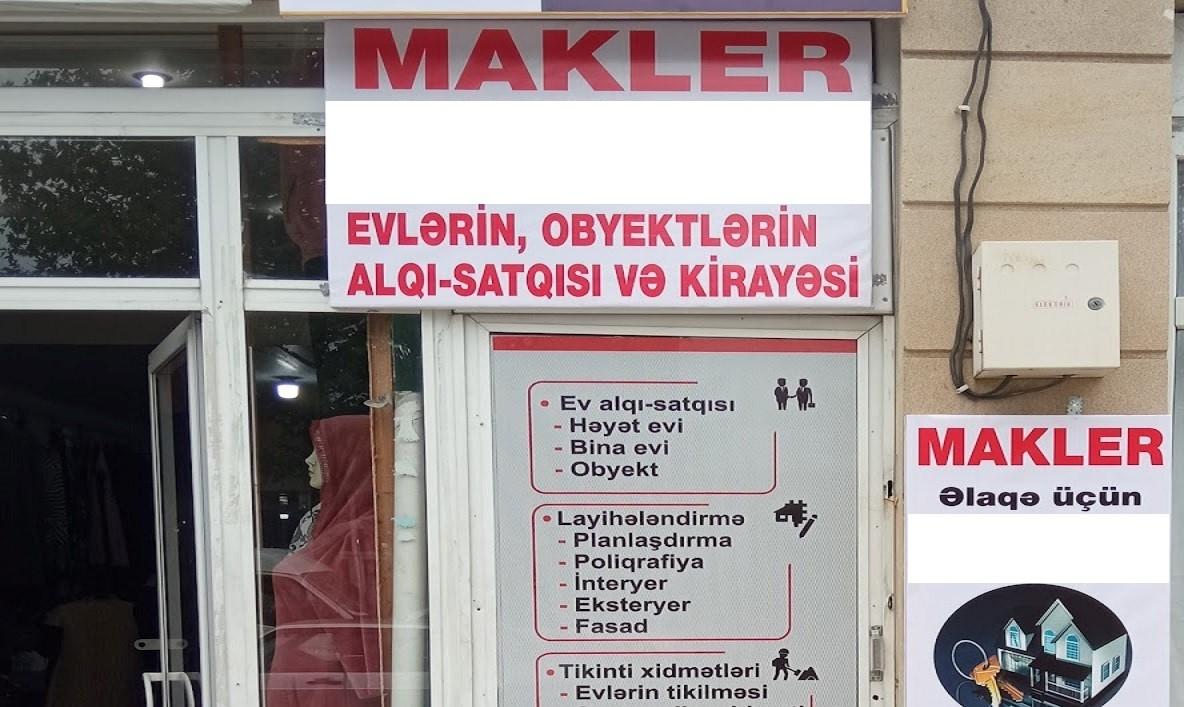 MAKLER
EVLƏRİN, OBYEKTLƏRİN
ALQI-SATQISI VƏ KİRAYƏSİ
• Ev alqı-satqısı
- Həyət evi
- Bina evi
- Obyekt
• Layihələndirmə
- Planlaşdırma
- Poliqrafiya
- İnteryer
- Eksteryer
- Fasad
• Tikinti xidmətləri
- Evlərin tikilməsi
ELEKTRIK
MAKLER
Əlaqə üçün